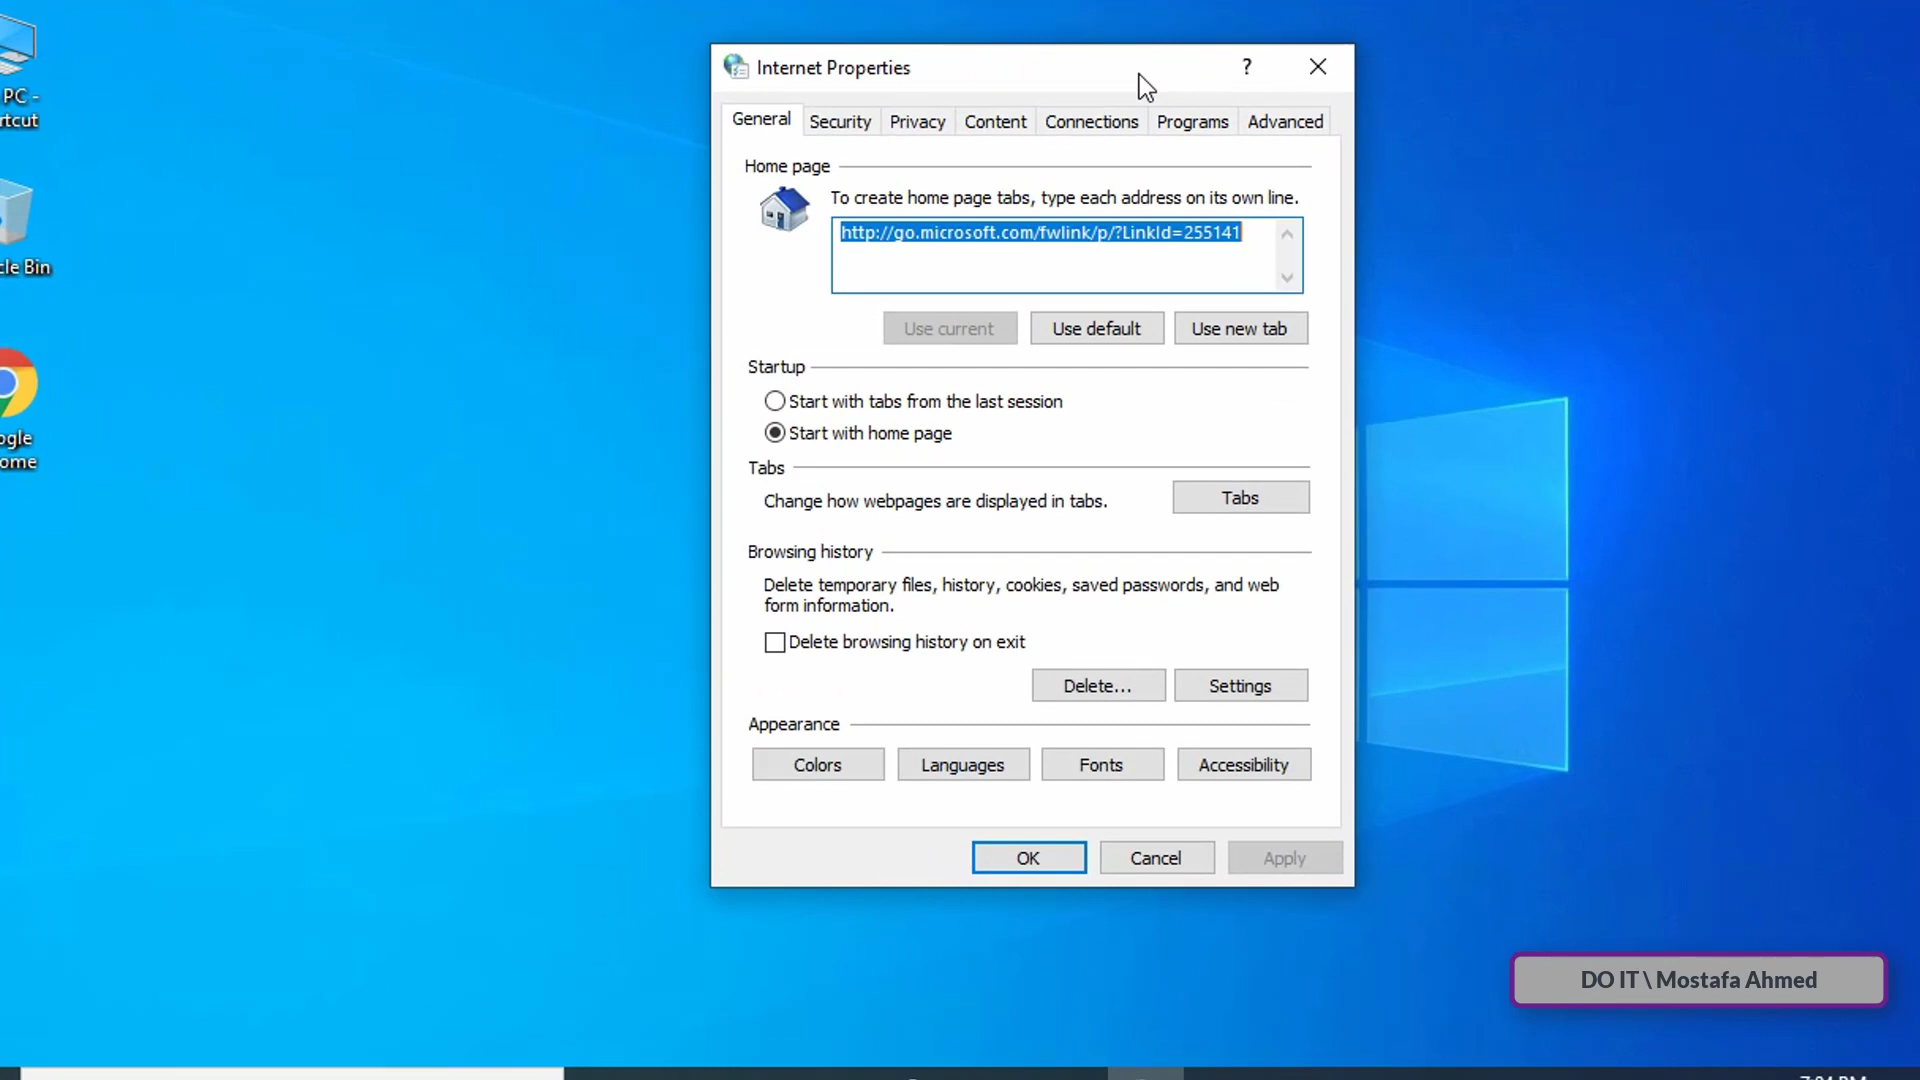 PC -
rtcut
cle Bin
ogle
ome
Internet Properties
?
General
Security
Privacy
Content
Connections
Programs
Advanced
Home page
To create home page tabs, type each address on its own line.
http://go.microsoft.com/fwlink/p/?LinkId=255141
Use current
Use default
Use new tab
Startup
Start with tabs from the last session
Start with home page
Tabs
Change how webpages are displayed in tabs.
Tabs
Browsing history
Delete temporary files, history, cookies, saved passwords, and web
form information.
Delete browsing history on exit
Delete...
Settings
Appearance
Colors
Languages
Fonts
Accessibility
OK
Cancel
Apply
DO IT \ Mostafa Ahmed